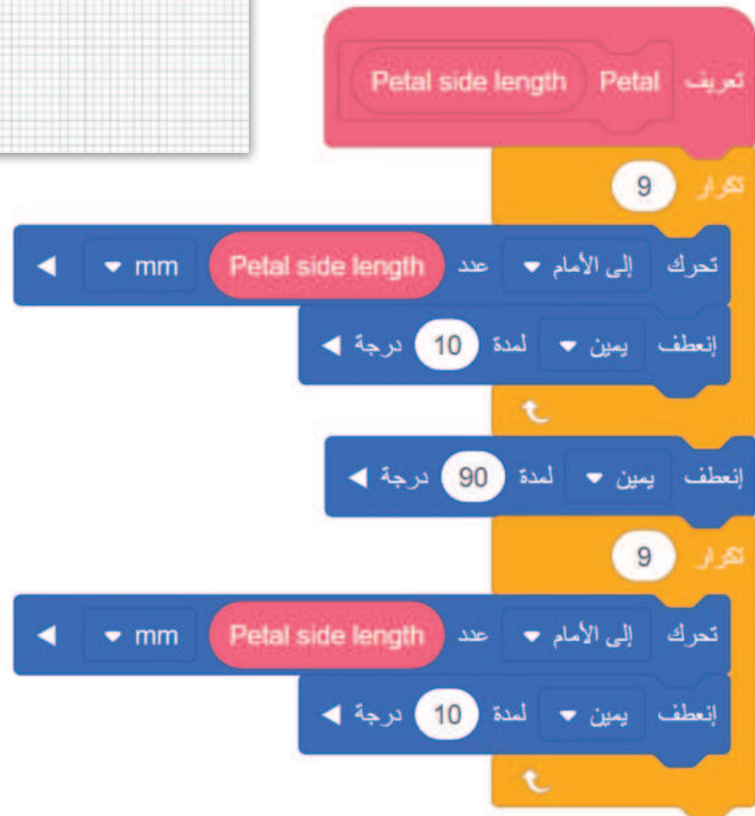 تعريف Petal Petal side length
تكرار 9
تحرك إلى الأمام عدد Petal side length mm
إنعطف يمين لمدة 10 درجة
إنعطف يمين لمدة 90 درجة
تكرار 9
تحرك إلى الأمام عدد Petal side length mm
إنعطف يمين لمدة 10 درجة